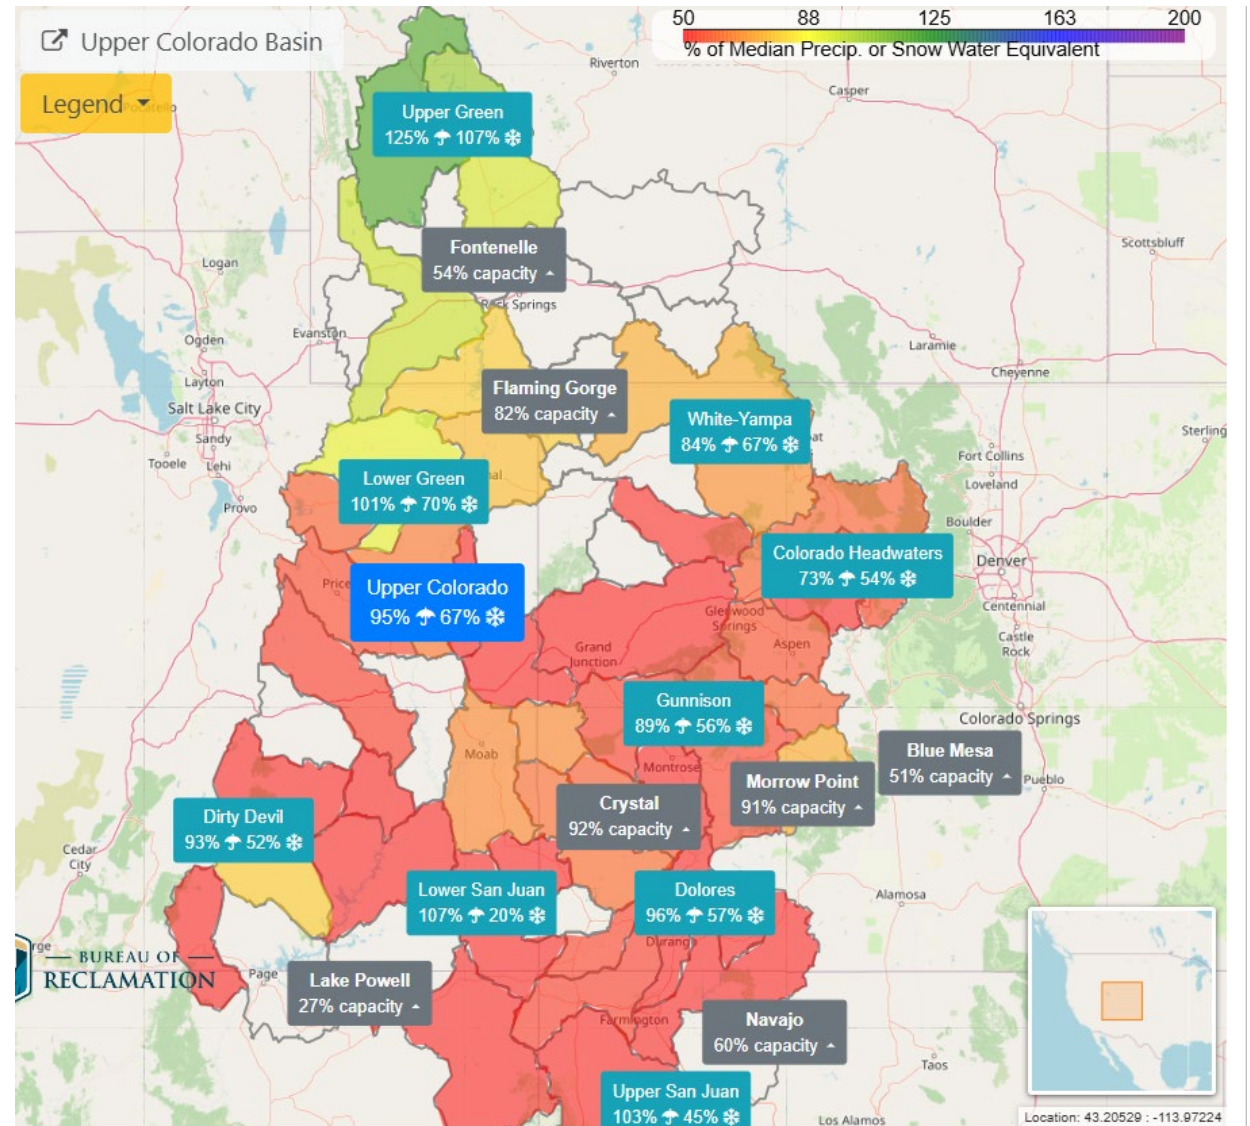 Upper Colorado Basin
Legend
50 88 125 163 200
% of Median Precip. or Snow Water Equivalent
Riverton
Casper
Upper Green
125% 107%
Scottsbluff
Logan
Fontenelle
54% capacity
Rock Springs
Evanston
Ogden
Laramie
Cheyenne
Layton
Flaming Gorge
82% capacity
Salt Lake City
Sandy
White-Yampa
84% 67%
Sterling
Tooele
Lehi
Fort Collins
Lower Green
101% 70%
Loveland
Provo
Boulder
Colorado Headwaters
73% 54%
Denver
Price
Upper Colorado
95% 67%
Centennial
Glenwood
Springs
Castle
Rock
Grand
Junction
Aspen
Gunnison
89% 56%
Colorado Springs
Moab
Montrose
Blue Mesa
51% capacity
Pueblo
Morrow Point
91% capacity
Crystal
92% capacity
Dirty Devil
93% 52%
Cedar
City
Lower San Juan
107% 20%
Dolores
96% 57%
Alamosa
Durango
BUREAU OF
RECLAMATION
Page
Lake Powell
27% capacity
Farmington
Navajo
60% capacity
Taos
Upper San Juan
103% 45%
Los Alamos
Location: 43.20529 : -113.97224